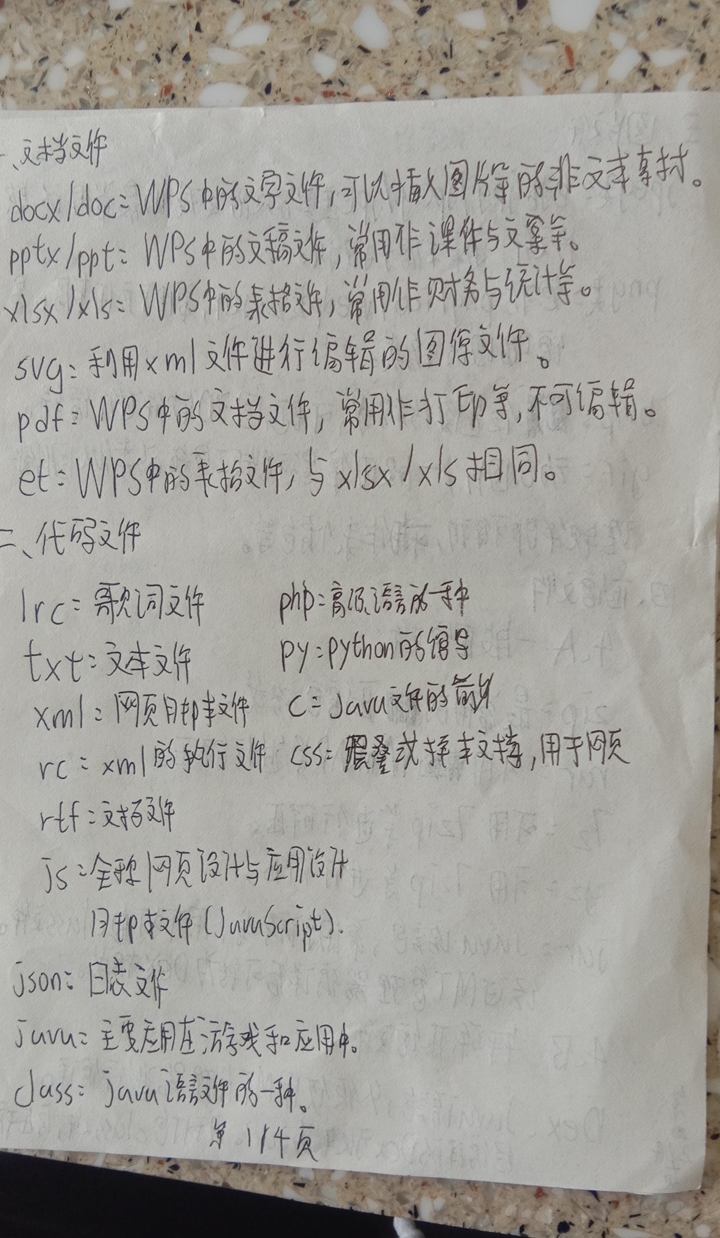 一、文档文件
docx/doc：WPS中的文字文件，可以插入图片等的非文本素材。
pptx/ppt：WPS中的文稿文件，常用作课件与文案等。
xlsx/xls：WPS中的表格文件，常用作财务与统计等。
svg：利用xml文件进行编辑的图像文件。
pdf：WPS中的文档文件，常用作打印等，不可编辑。
et：WPS中的表格文件，与xlsx/xls相同。
二、代码文件
lrc：歌词文件 php：高级语言的一种
txt：文本文件 py：python的缩写
xml：网页脚本文件 c：java文件的前身
rc：xml的执行文件 css：层叠式样本文档，用于网页
rtf：文档文件
js：全称网页设计与应用设计
脚本文件(JavaScript).
json：日志文件
java：主要应用在游戏和应用中。
class：java语言文件的一种。
第1/4页